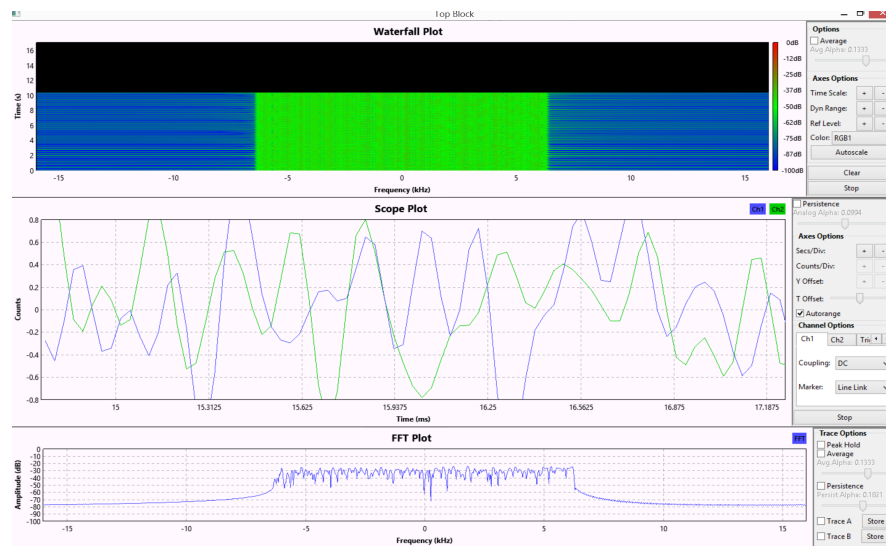 Top Block
Waterfall Plot
Time (s)
16
14
12
10
8
6
4
2
0
-15 -10 -5 0 5 10 15
Frequency (kHz)
0dB
-12dB
-25dB
-37dB
-50dB
-62dB
-75dB
-87dB
-100dB
Options
Average
Avg Alpha: 0.1333
Axes Options
Time Scale: + -
Dyn Range: + -
Ref Level: + -
Color: RGB1
Autoscale
Clear
Stop
Scope Plot
Ch1 Ch2
Counts
0.8
0.6
0.4
0.2
0
-0.2
-0.4
-0.6
-0.8
15 15.3125 15.625 15.9375 16.25 16.5625 16.875 17.1875
Time (ms)
Persistence
Analog Alpha: 0.0994
Axes Options
Secs/Div: + -
Counts/Div: + -
Y Offset: + -
T Offset:
Autorange
Channel Options
Ch1 Ch2
Coupling: DC
Marker: Line Link
Stop
FFT Plot
FFT
Amplitude (dB)
0
-10
-20
-30
-40
-50
-60
-70
-80
-90
-100
-15 -10 -5 0 5 10 15
Frequency (kHz)
Trace Options
Peak Hold
Average
Avg Alpha: 0.1333
Persistence
Persist Alpha: 0.1821
Trace A Store
Trace B Store